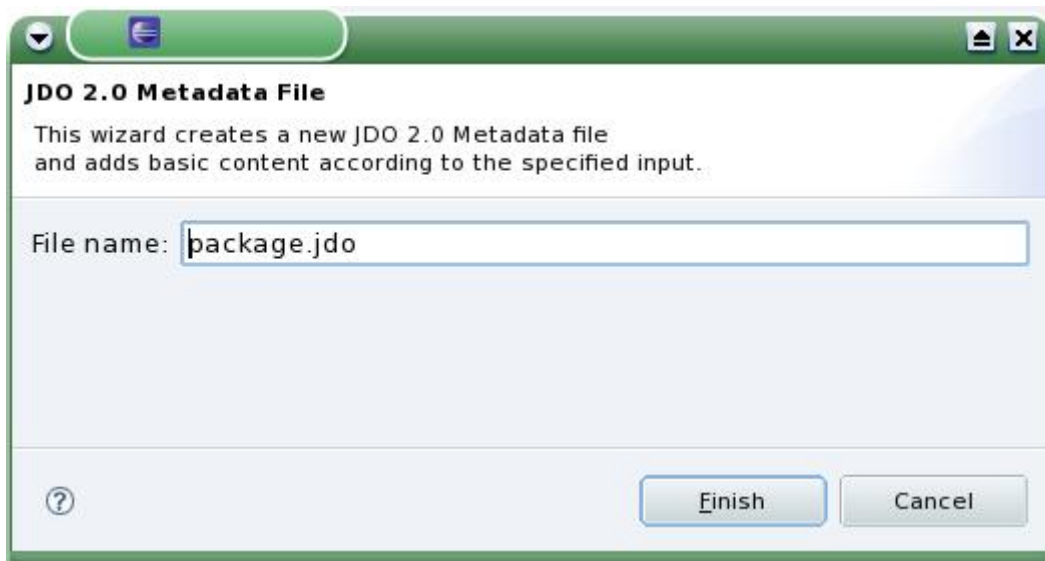 JDO 2.0 Metadata File
This wizard creates a new JDO 2.0 Metadata file
and adds basic content according to the specified input.
File name: package.jdo
Finish Cancel